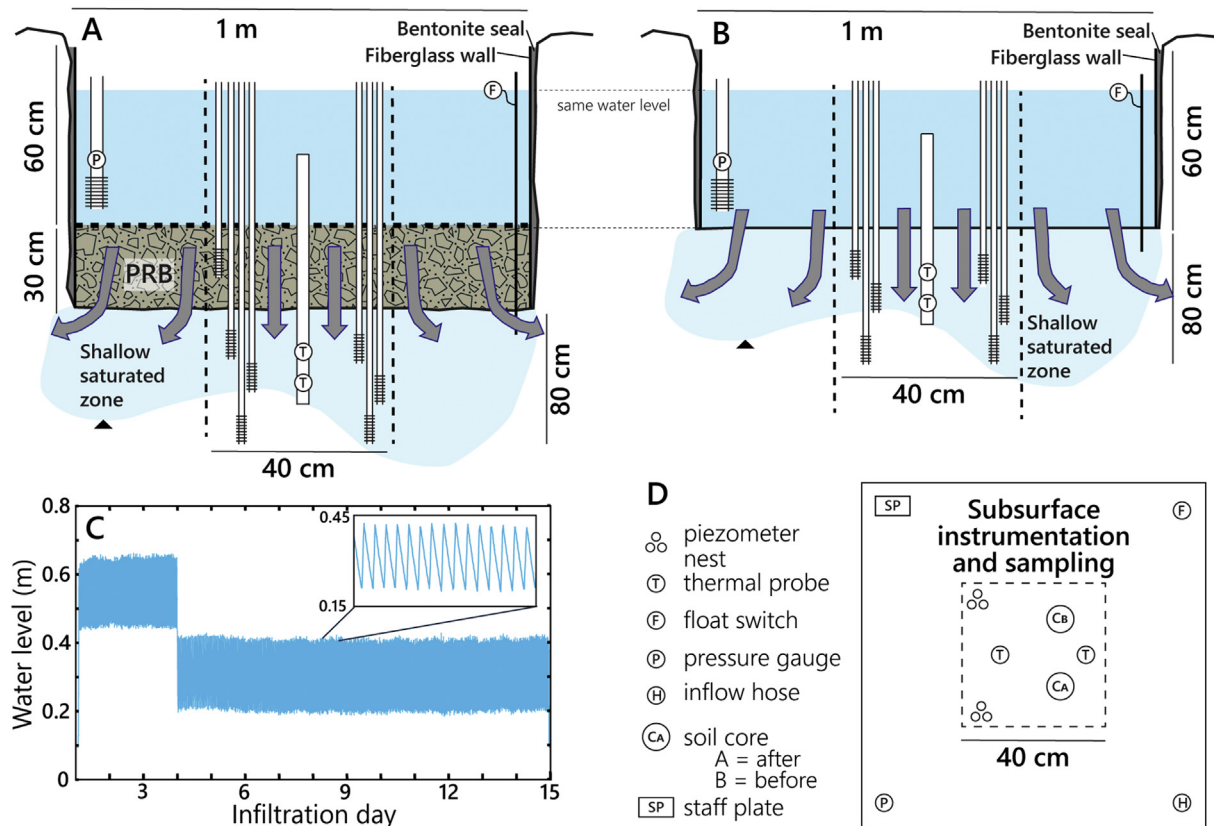 A
1 m
Bentonite seal
Fiberglass wall
F
P
60 cm
30 cm
PRB
T
T
Shallow
saturated
zone
80 cm
40 cm
same water level
B
1 m
Bentonite seal
Fiberglass wall
F
P
60 cm
T
T
Shallow
saturated
zone
80 cm
40 cm
C
Water level (m)
0.8
0.6
0.4
0.2
0
0.45
0.15
3
6
9
12
15
Infiltration day
D
piezometer
nest
T thermal probe
F float switch
P pressure gauge
H inflow hose
CA soil core
A = after
B = before
SP staff plate
SP
F
Subsurface
instrumentation
and sampling
CB
T
T
CA
40 cm
P
H